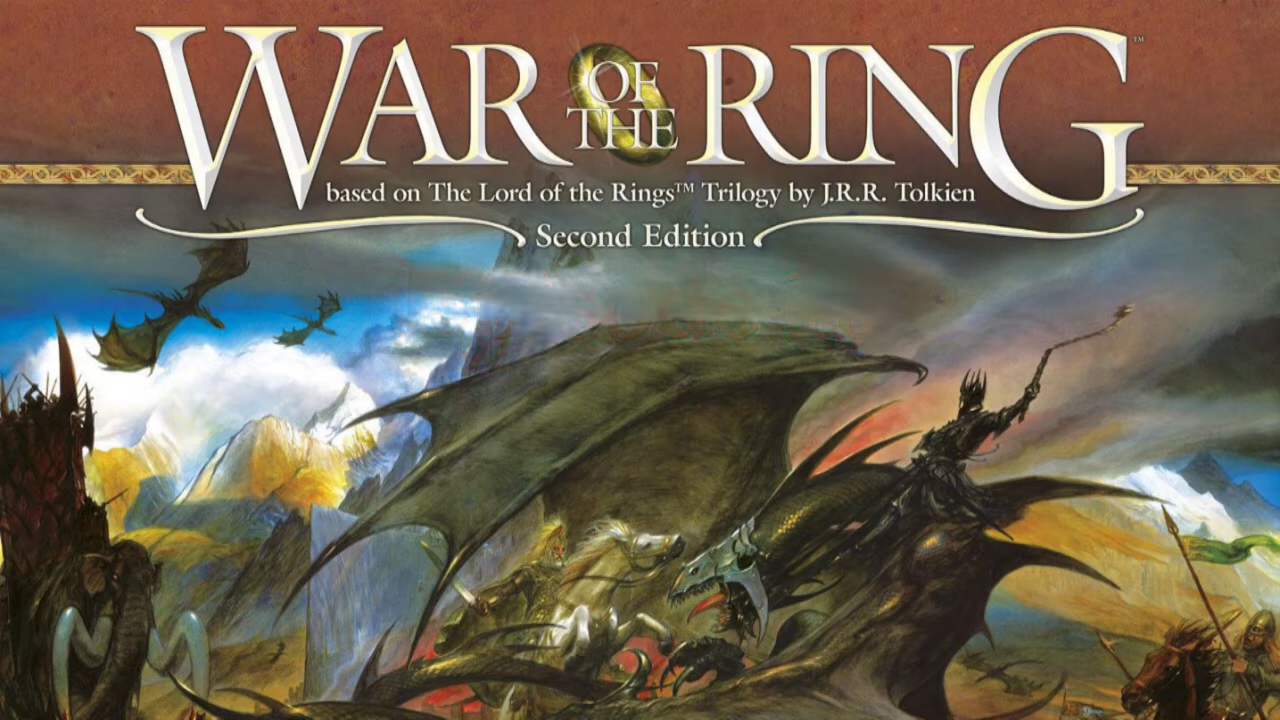 WAR OF THE RING™
based on The Lord of the Rings™ Trilogy by J.R.R. Tolkien
Second Edition